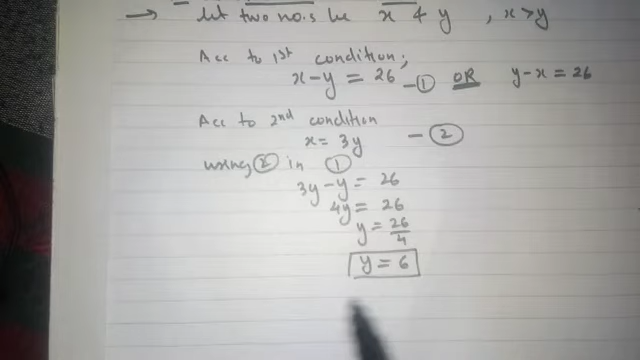 → let two no.s be x & y , x > y
Acc to 1st condition;
x - y = 26 - ① OR y - x = 26
Acc to 2nd condition
x = 3y - ②
using ② in ①
3y - y = 26
4y = 26
y = 26/4
y = 6